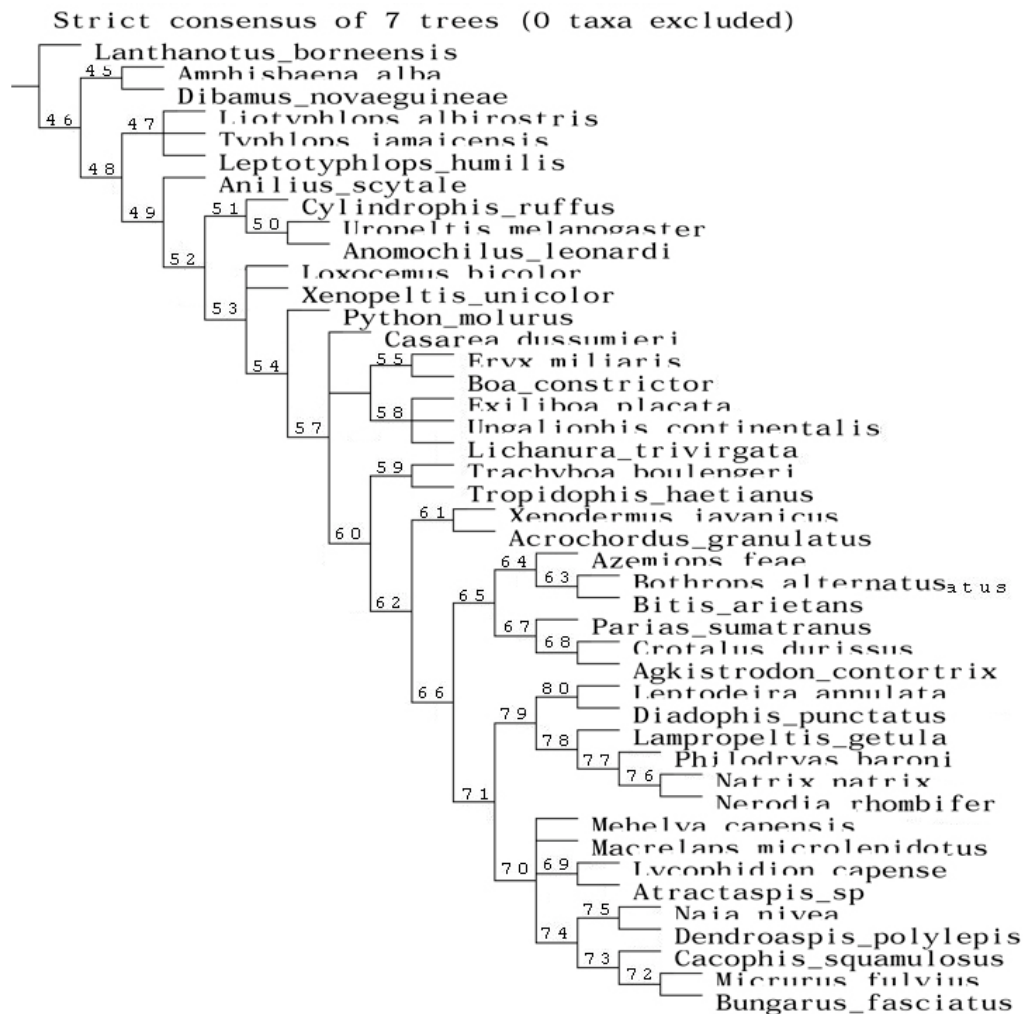 Strict consensus of 7 trees (0 taxa excluded)
Lanthanotus_borneensis
45 Amphisbaena_alba
Dibamus_novaeguineae
46
47 Liotyphlops_albirostris
Typhlops_jamaicensis
Leptotyphlops_humilis
48
Anilius_scytale
49
51 Cylindrophis_ruffus
50 Uropeltis_melanogaster
Anomochilus_leonardi
52
Loxocemus_bicolor
Xenopeltis_unicolor
53
Python_molurus
Casarea_dussumieri
54
55 Eryx_miliaris
Boa_constrictor
Exiliboa_placata
58 Ungaliophis_continentalis
57
Lichanura_trivirgata
59 Trachyboa_boulengeri
Tropidophis_haetianus
61 Xenodermus_javanicus
60
Acrochordus_granulatus
64 Azemiops_feae
63 Bothrops_alternatus atus
65
62
Bitis_arietans
67 Parias_sumatranus
68 Crotalus_durissus
Agkistrodon_contortrix
66
80 Leptodeira_annulata
79 Diadophis_punctatus
78 Lampropeltis_getula
77 Philodryas_baroni
76 Natrix_natrix
71
Nerodia_rhombifer
Mehelya_capensis
Macrelaps_microlepidotus
70 69 Lycophidion_capense
Atractaspis_sp
75 Naja_nivea
74 Dendroaspis_polylepis
73 Cacophis_squamulosus
72 Micrurus_fulvius
Bungarus_fasciatus